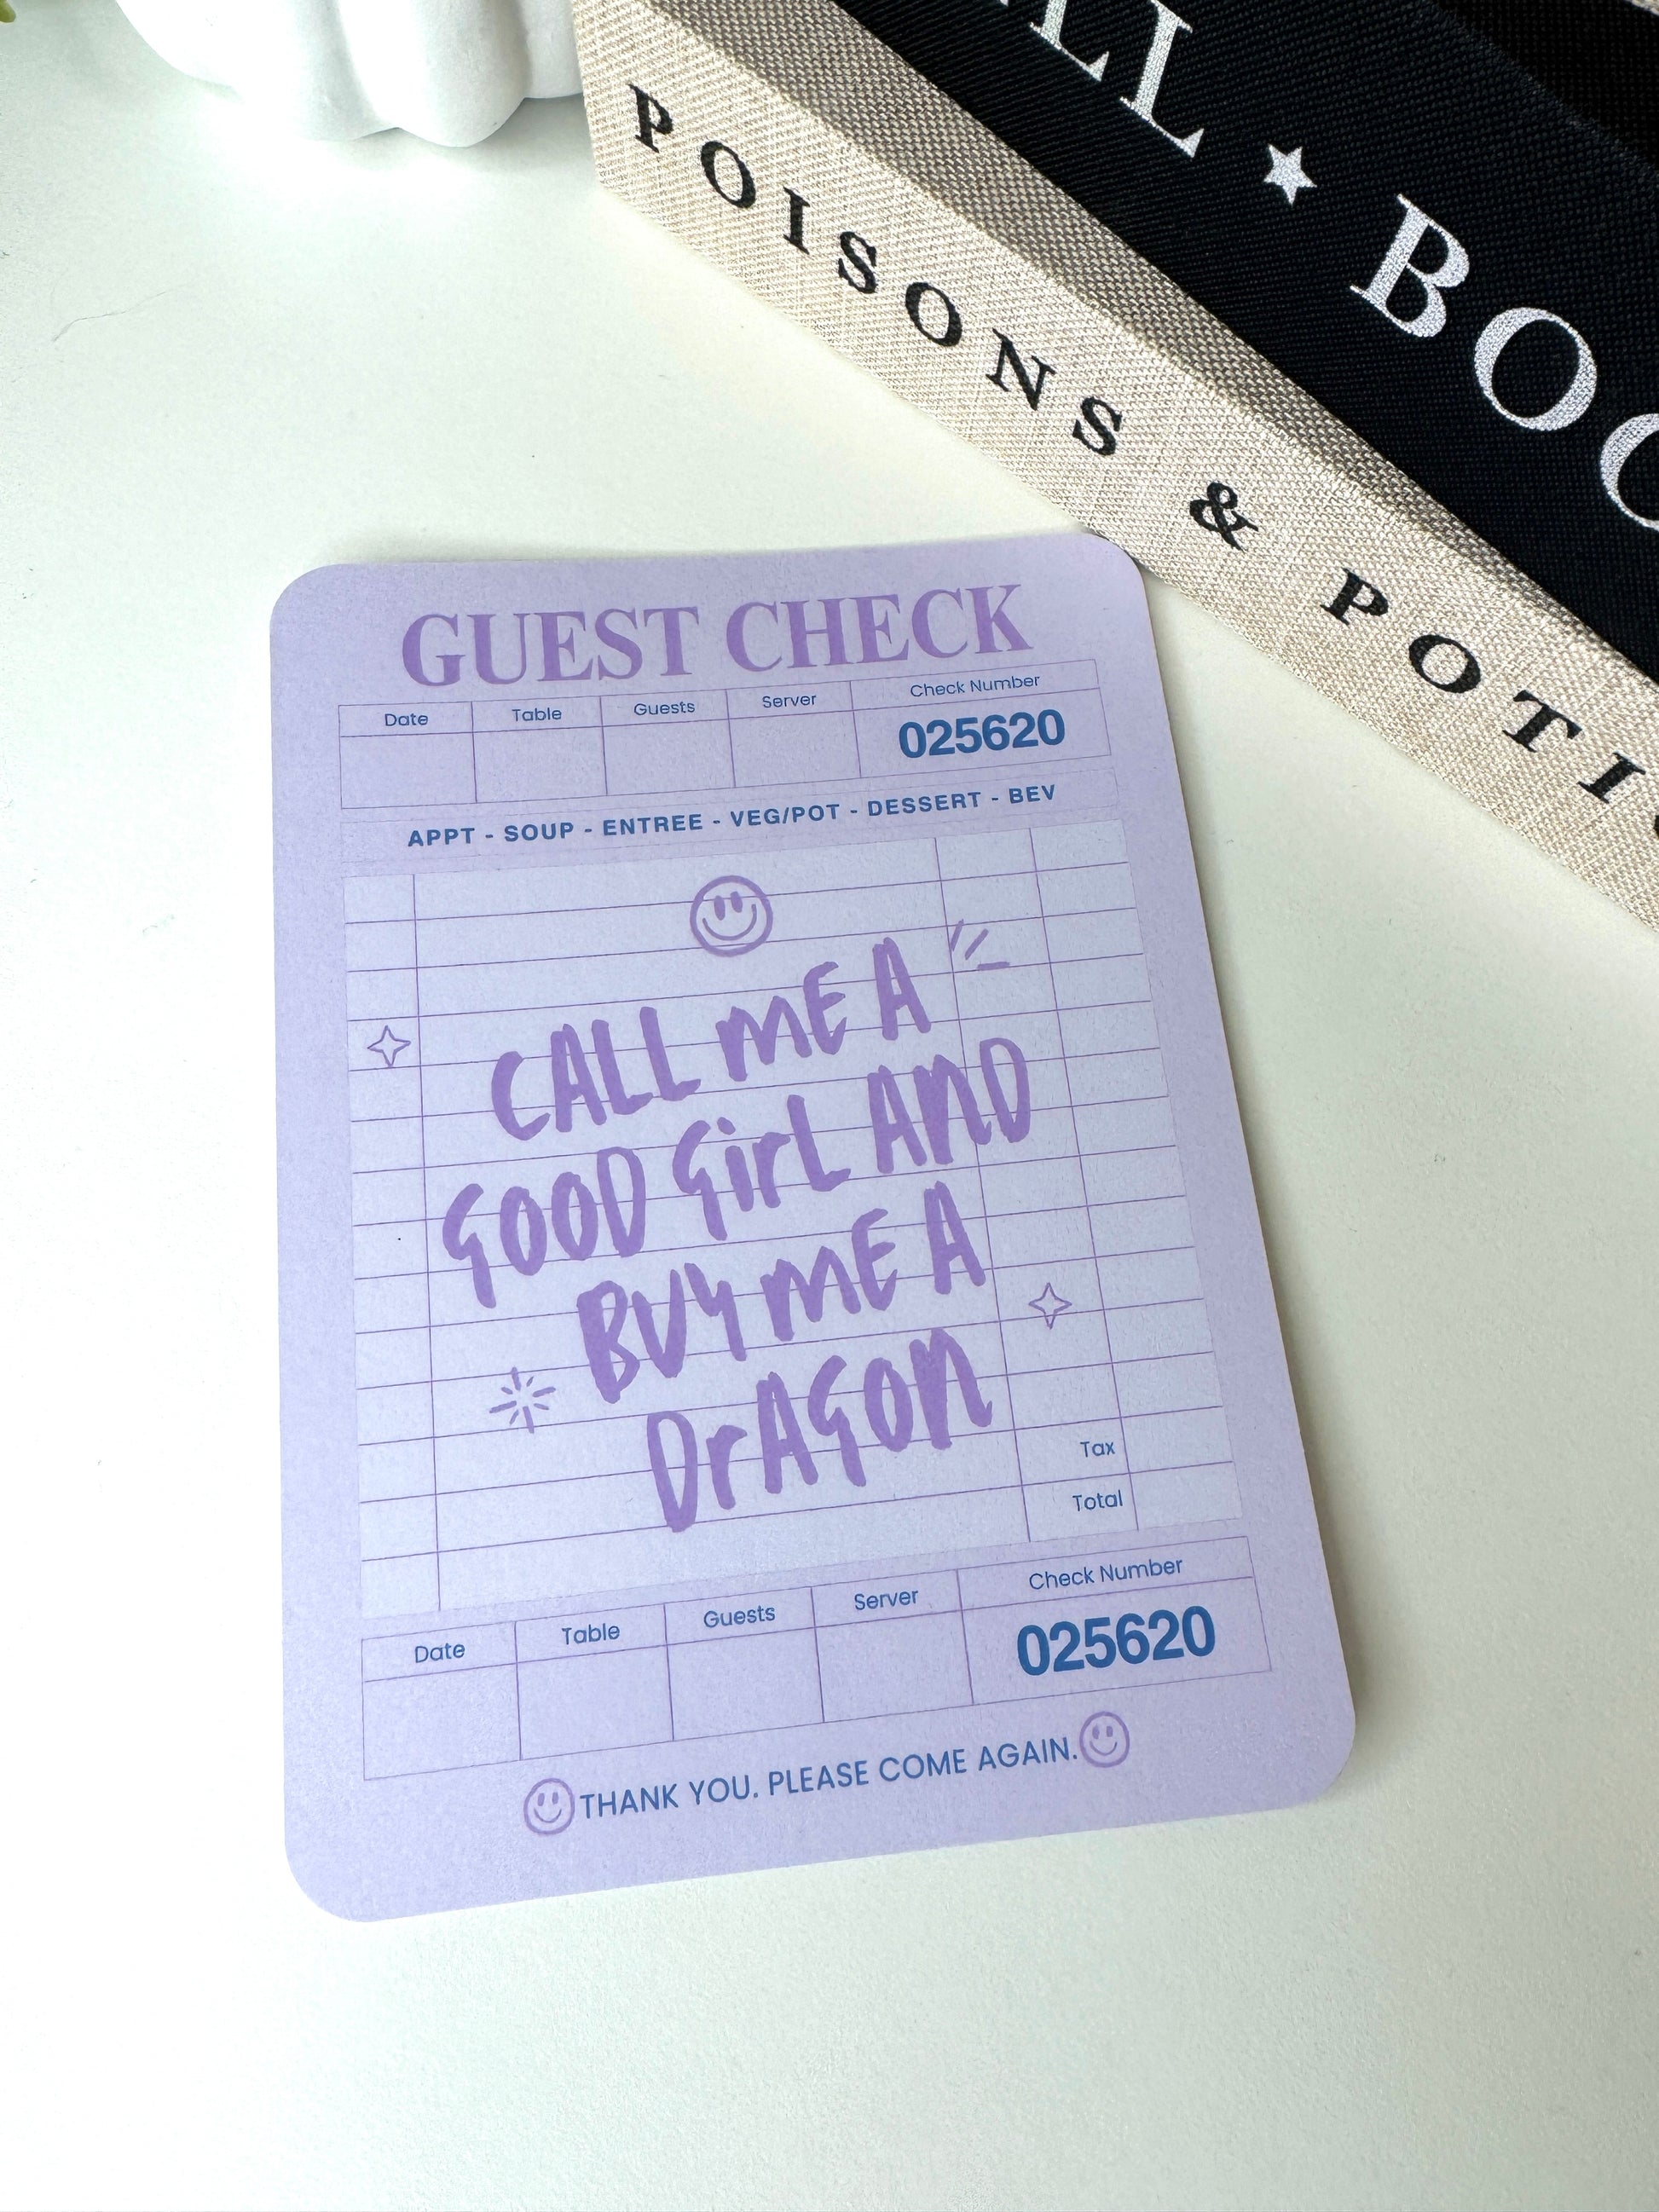 LL ★ BOO
POISONS & POTI
GUEST CHECK
Date Table Guests Server Check Number
025620
APPT - SOUP - ENTREE - VEG/POT - DESSERT - BEV
CALL ME A
GOOD GirL AND
BUY ME A
DrAGON
Tax
Total
Date Table Guests Server Check Number
025620
THANK YOU. PLEASE COME AGAIN.